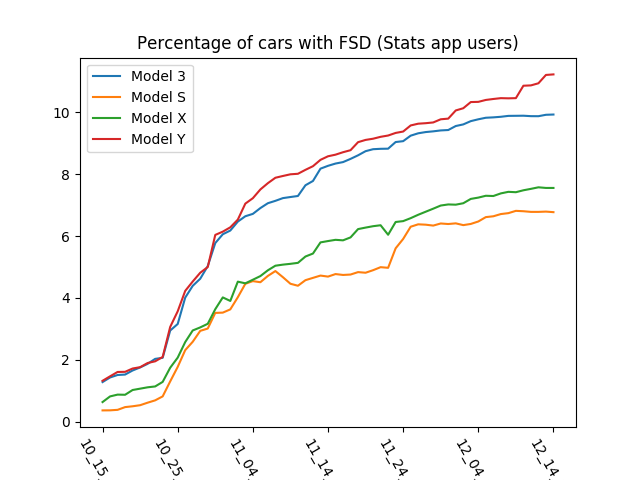 Percentage of cars with FSD (Stats app users)
Model 3
Model S
Model X
Model Y
10
8
6
4
2
0
10_15.
10_25.
11_04.
11_14.
11_24.
12_04.
12_14.